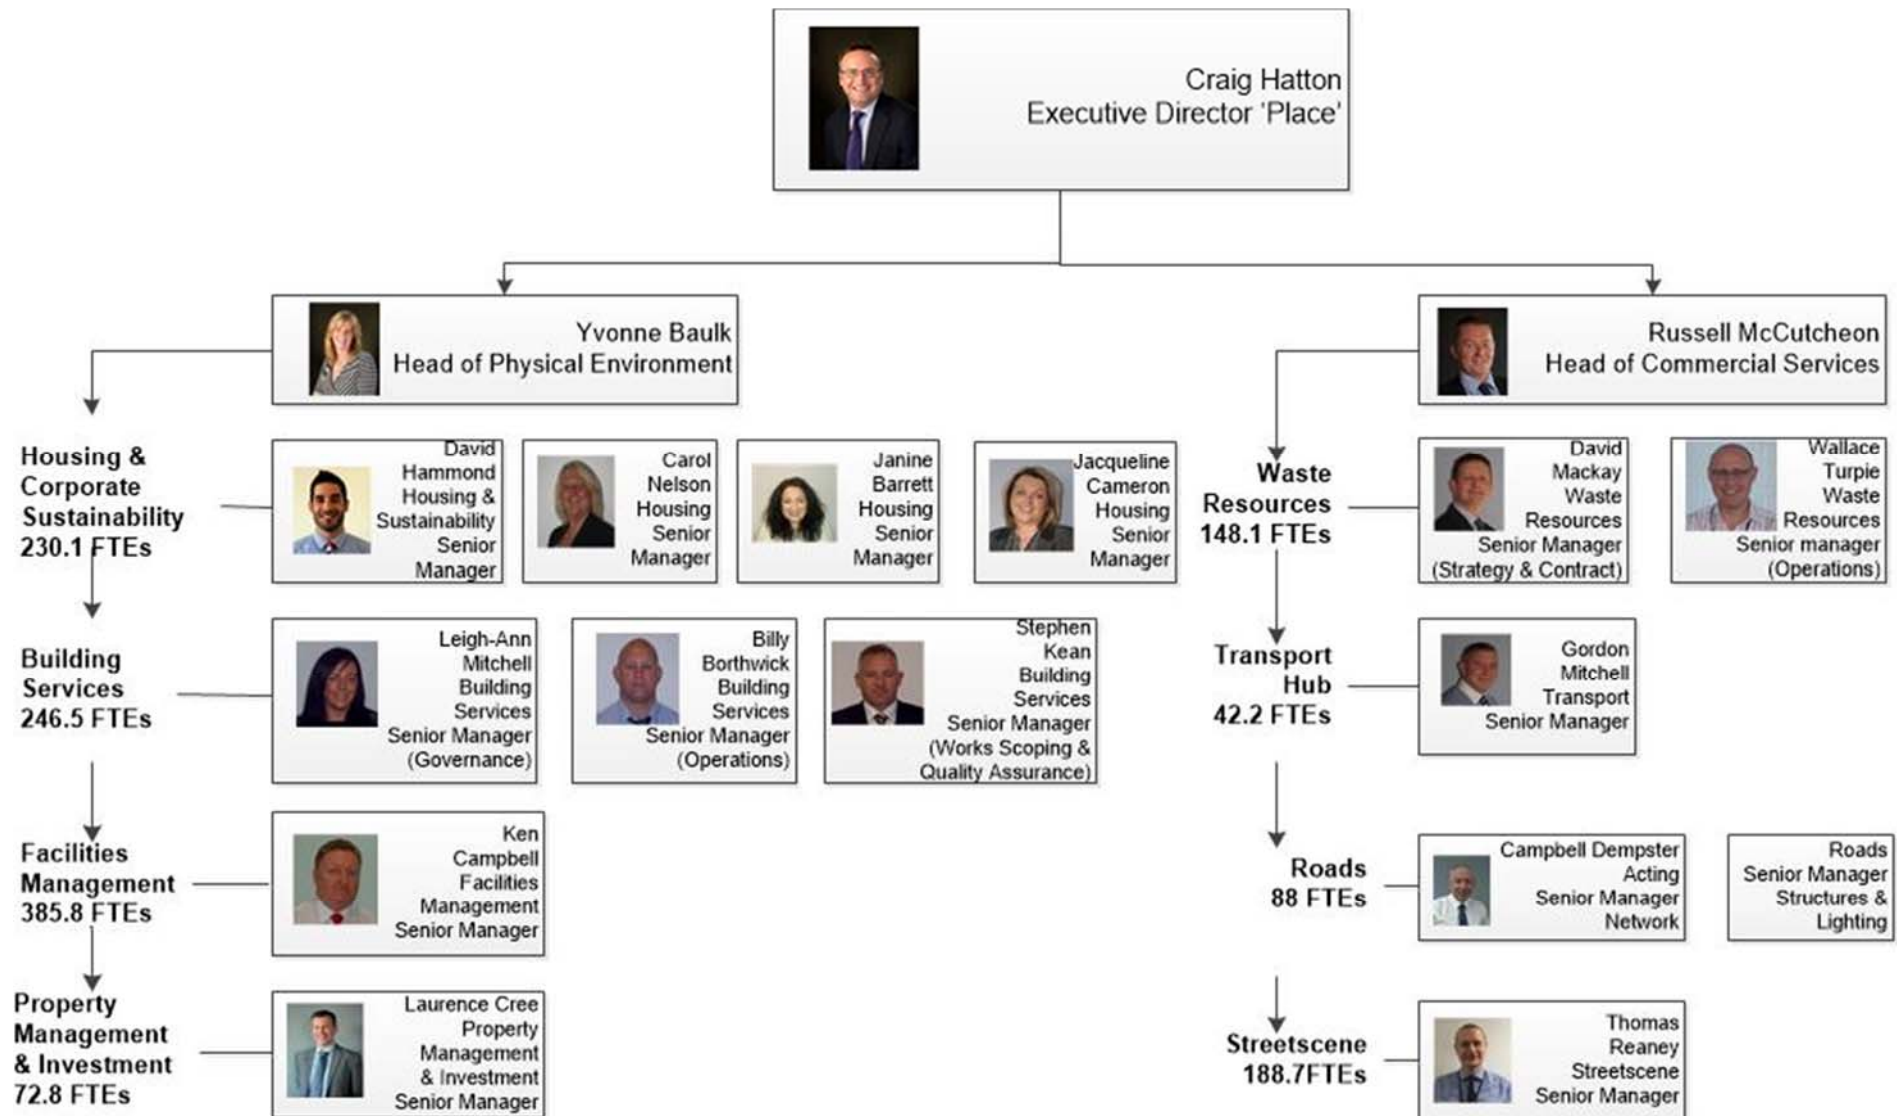 Craig Hatton
Executive Director 'Place'
Yvonne Baulk
Head of Physical Environment
Russell McCutcheon
Head of Commercial Services
Housing &
Corporate
Sustainability
230.1 FTEs
David
Hammond
Housing &
Sustainability
Senior
Manager
Carol
Nelson
Housing
Senior
Manager
Janine
Barrett
Housing
Senior
Manager
Jacqueline
Cameron
Housing
Senior
Manager
Building
Services
246.5 FTEs
Leigh-Ann
Mitchell
Building
Services
Senior Manager
(Governance)
Billy
Borthwick
Building
Services
Senior Manager
(Operations)
Stephen
Kean
Building
Services
Senior Manager
(Works Scoping &
Quality Assurance)
Facilities
Management
385.8 FTEs
Ken
Campbell
Facilities
Management
Senior Manager
Property
Management
& Investment
72.8 FTEs
Laurence Cree
Property
Management
& Investment
Senior Manager
Waste
Resources
148.1 FTEs
David
Mackay
Waste
Resources
Senior Manager
(Strategy & Contract)
Wallace
Turpie
Waste
Resources
Senior manager
(Operations)
Transport
Hub
42.2 FTEs
Gordon
Mitchell
Transport
Senior Manager
Roads
88 FTEs
Campbell Dempster
Acting
Senior Manager
Network
Roads
Senior Manager
Structures &
Lighting
Streetscene
188.7FTEs
Thomas
Reaney
Streetscene
Senior Manager